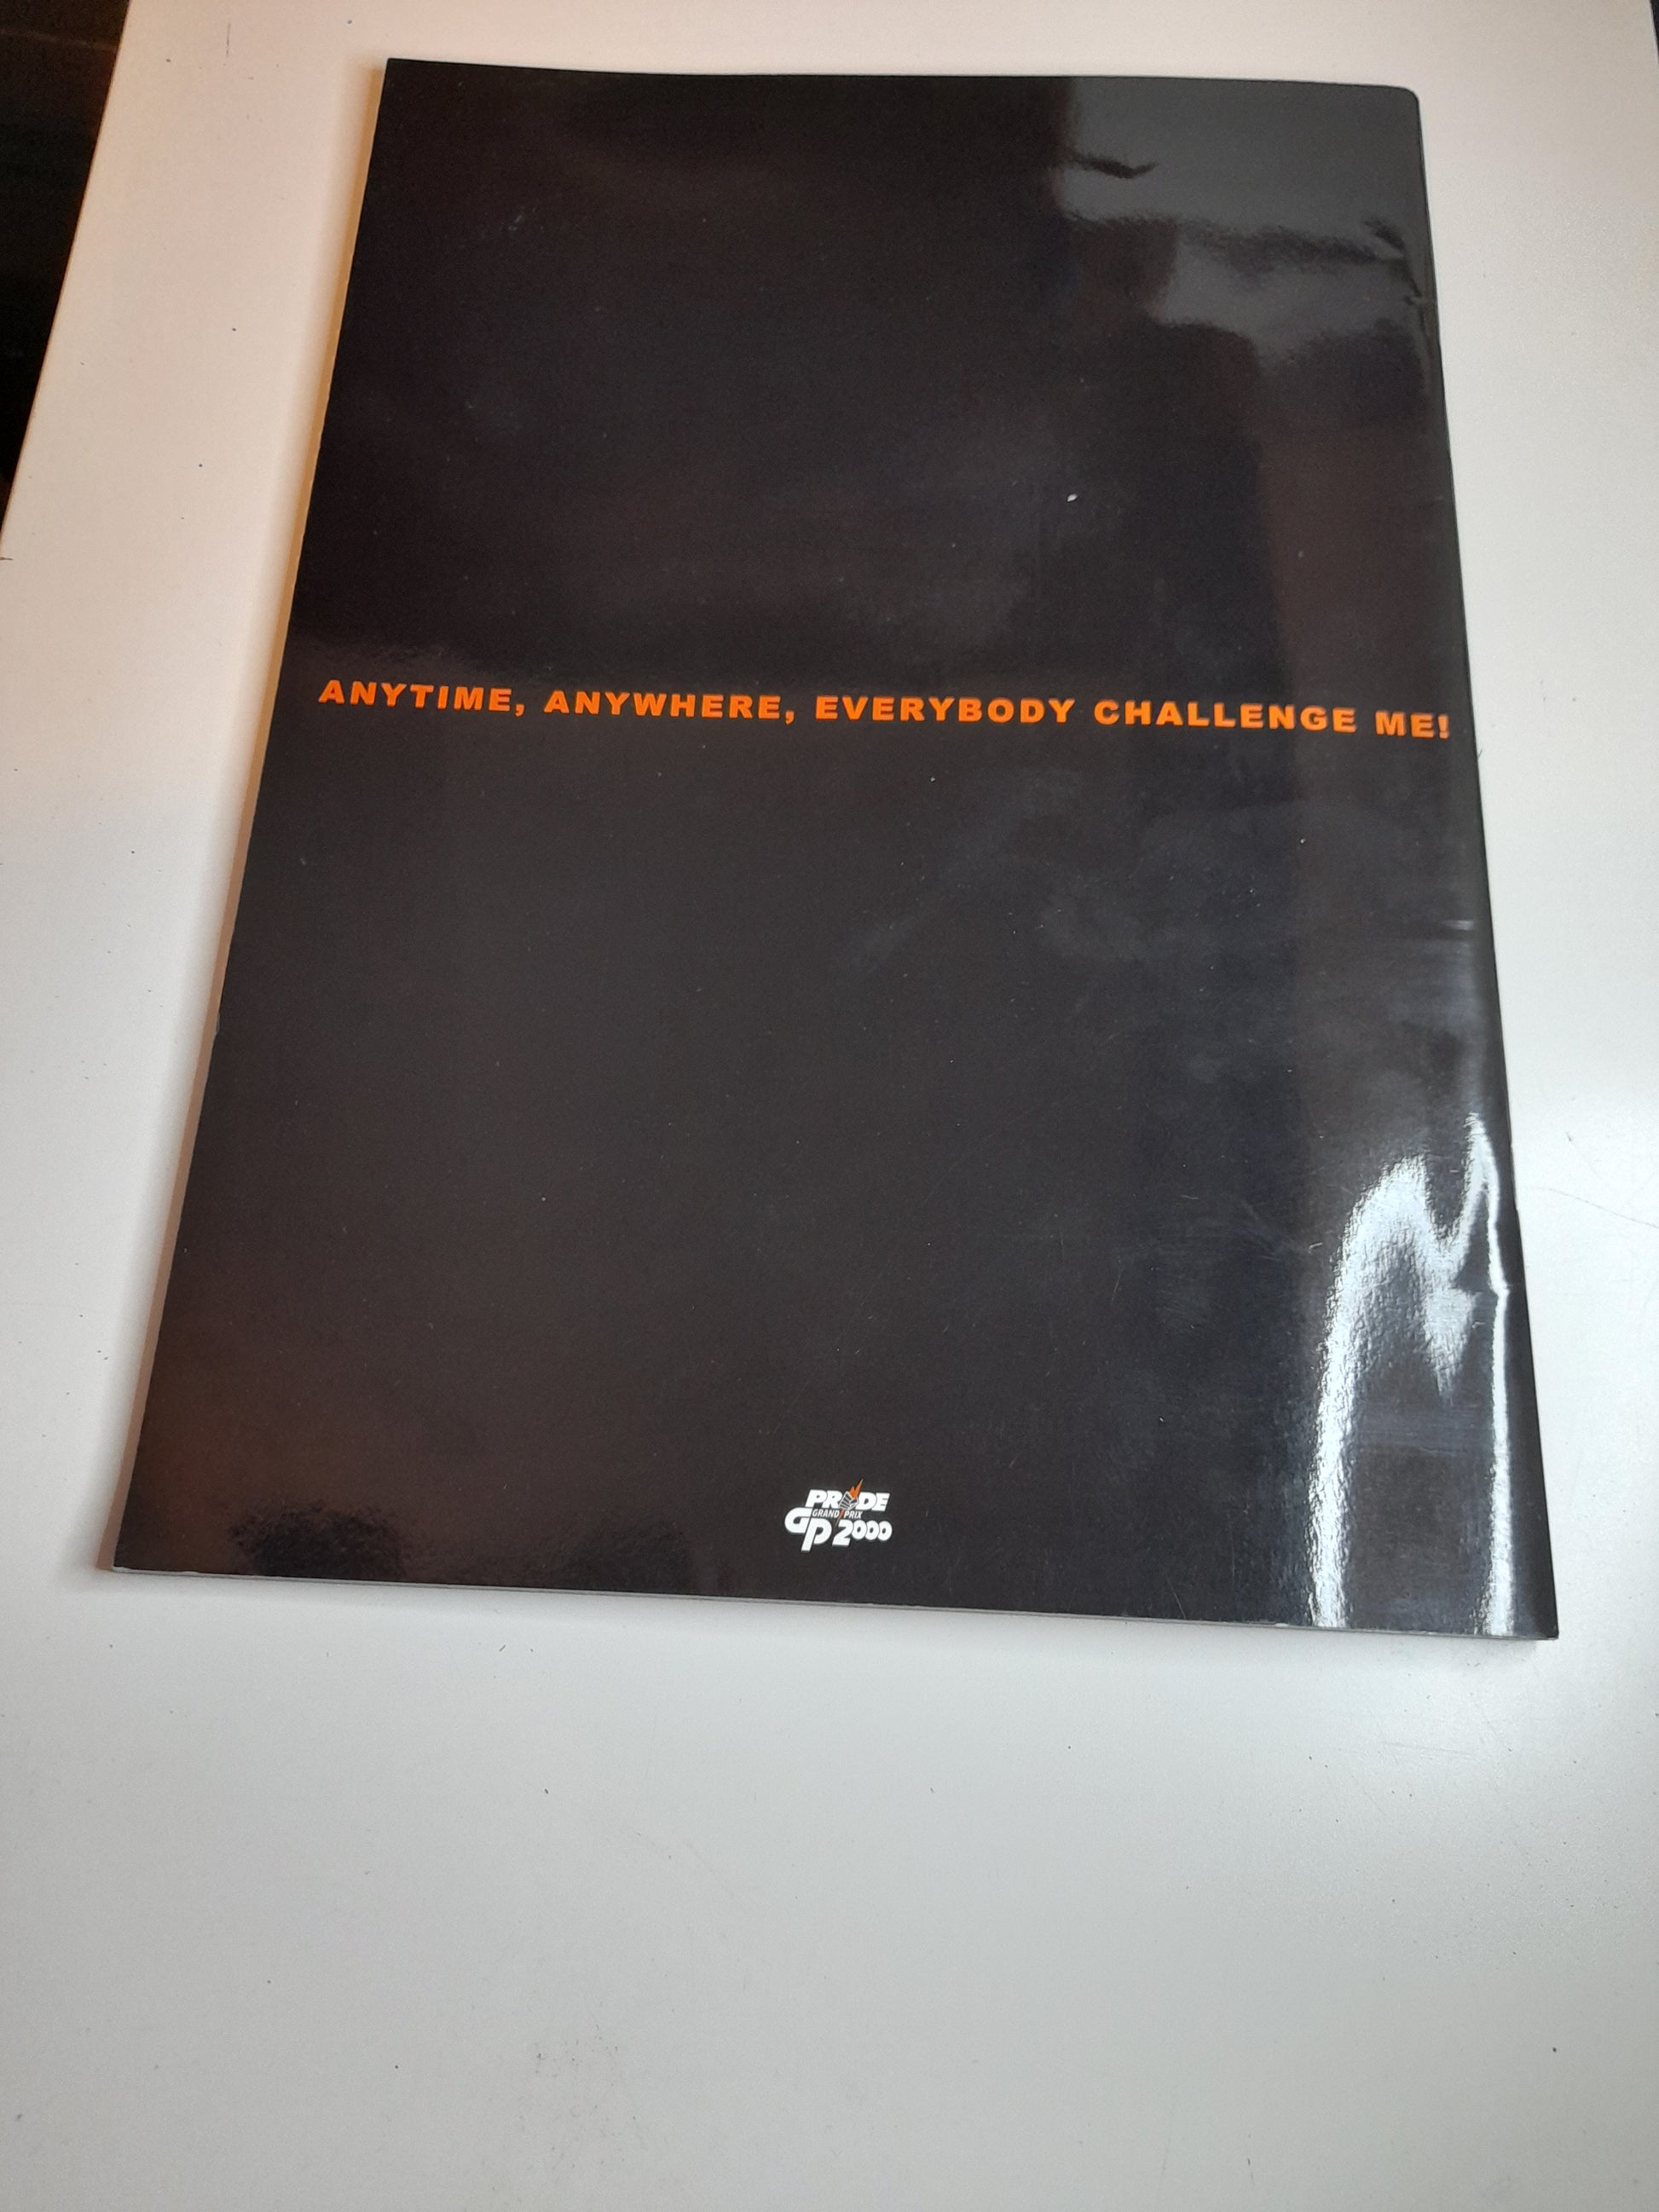 ANYTIME, ANYWHERE, EVERYBODY CHALLENGE ME!
PRIDE
GRAND PRIX
GP 2000